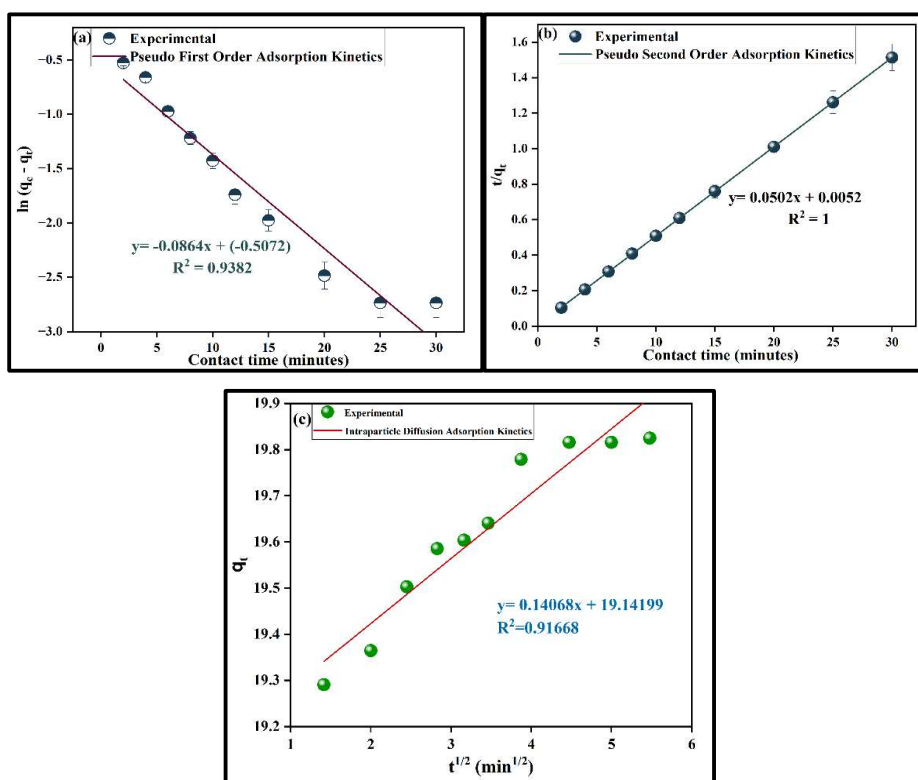 (a)
Experimental
Pseudo First Order Adsorption Kinetics
ln (qe - qt)
−0.5
−1.0
−1.5
−2.0
−2.5
−3.0
y= -0.0864x + (-0.5072)
R² = 0.9382
0 5 10 15 20 25 30
Contact time (minutes)
(b)
Experimental
Pseudo Second Order Adsorption Kinetics
t/qt
1.6
1.4
1.2
1.0
0.8
0.6
0.4
0.2
0.0
y= 0.0502x + 0.0052
R² = 1
0 5 10 15 20 25 30
Contact time (minutes)
(c)
Experimental
Intraparticle Diffusion Adsorption Kinetics
qt
19.9
19.8
19.7
19.6
19.5
19.4
19.3
19.2
y= 0.14068x + 19.14199
R²=0.91668
1 2 3 4 5 6
t1/2 (min1/2)